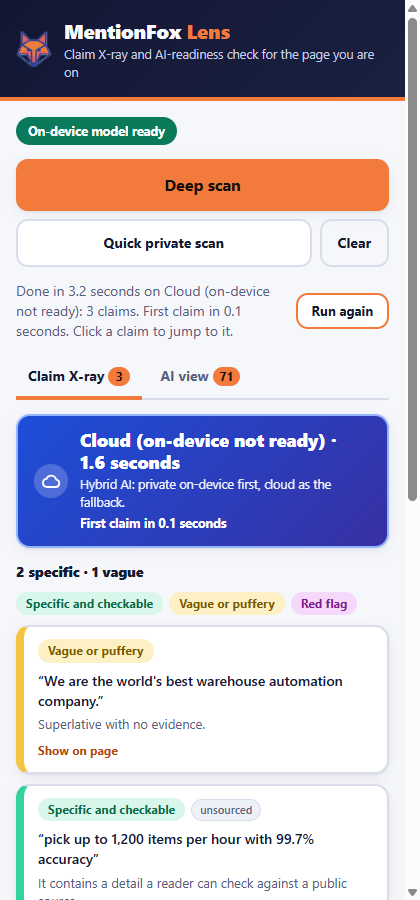 MentionFox Lens
Claim X-ray and AI-readiness check for the page you are
on
On-device model ready
Deep scan
Quick private scan
Clear
Done in 3.2 seconds on Cloud (on-device
not ready): 3 claims. First claim in 0.1
seconds. Click a claim to jump to it.
Run again
Claim X-ray 3
AI view 71
Cloud (on-device not ready) ·
1.6 seconds
Hybrid AI: private on-device first, cloud as the
fallback.
First claim in 0.1 seconds
2 specific · 1 vague
Specific and checkable
Vague or puffery
Red flag
Vague or puffery
“We are the world's best warehouse automation
company.”
Superlative with no evidence.
Show on page
Specific and checkable
unsourced
“pick up to 1,200 items per hour with 99.7%
accuracy”
It contains a detail a reader can check against a public